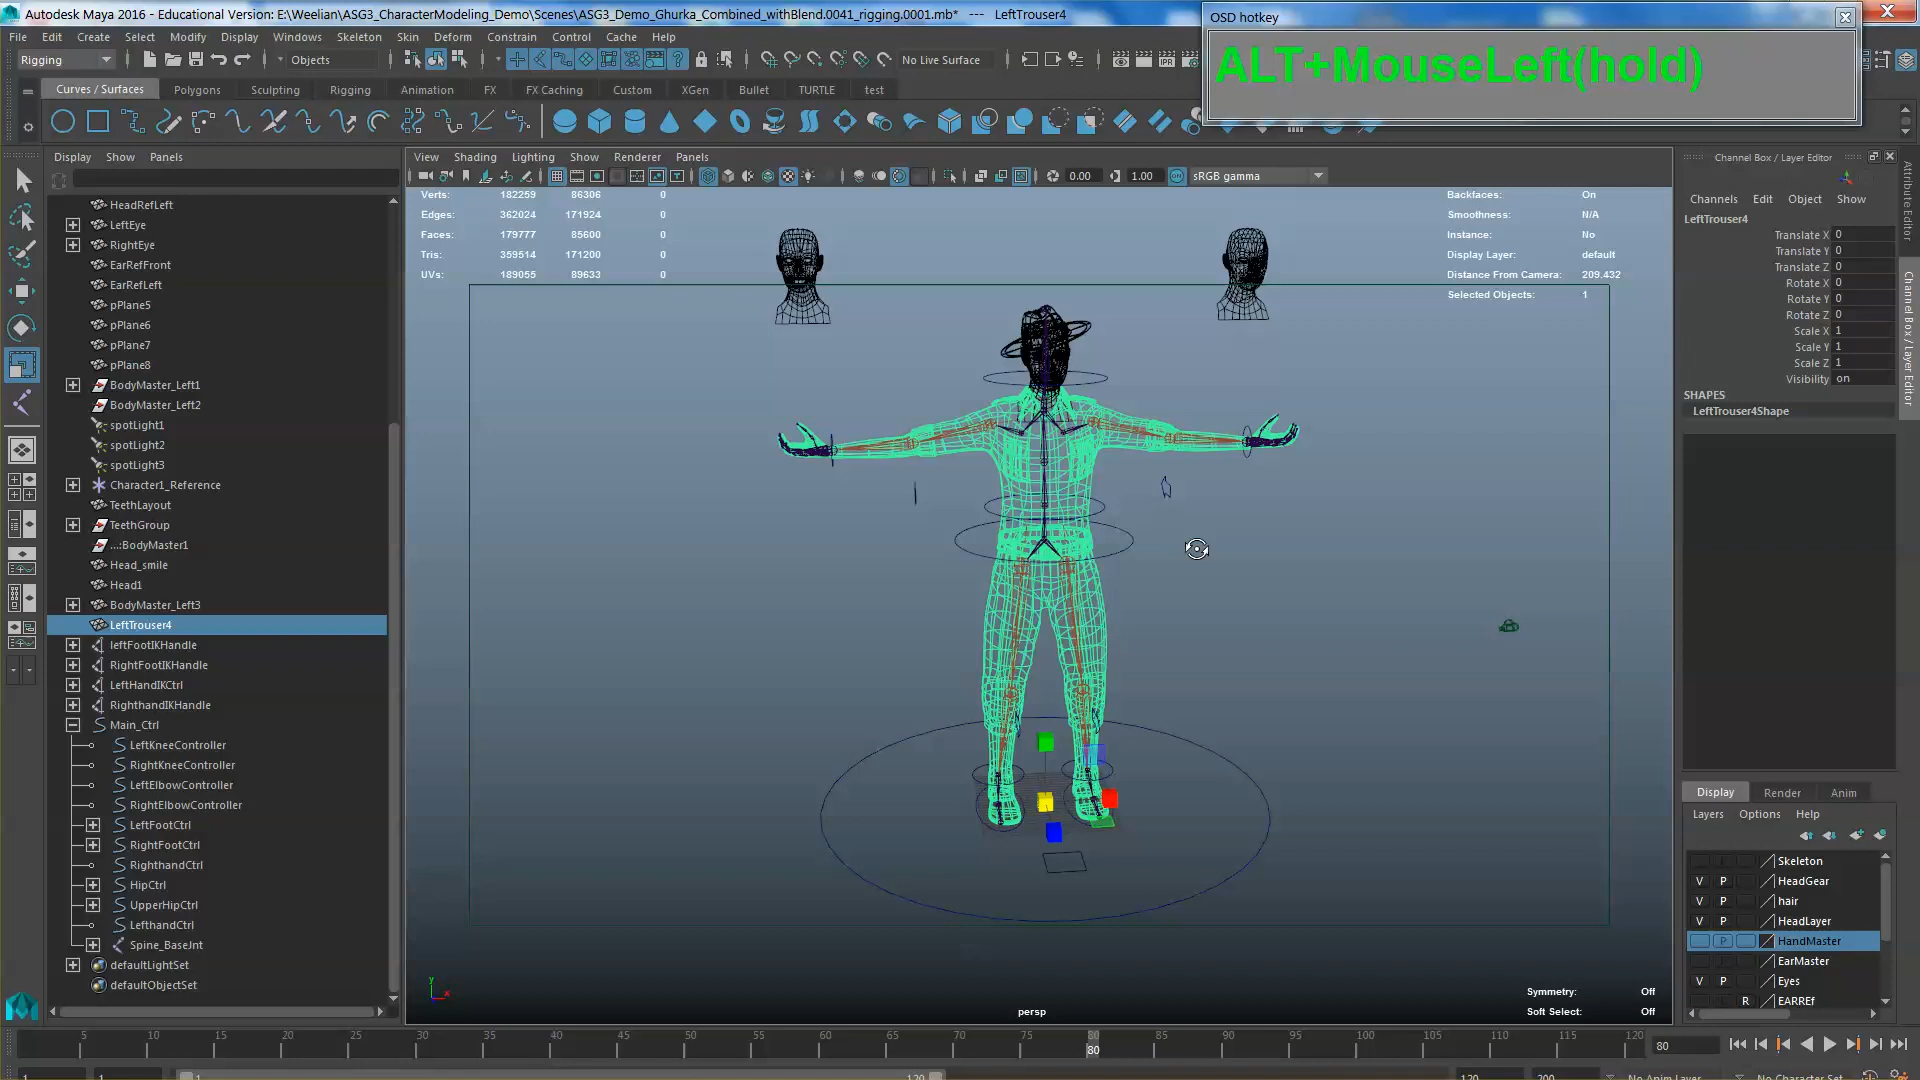 Autodesk Maya 2016 - Educational Version: E:\Weelian\ASG3_CharacterModeling_Demo\Scenes\ASG3_Demo_Ghurka_Combined_withBlend.0041_rigging.0001.mb* --- LeftTrouser4
OSD hotkey
ALT+MouseLeft(hold)
File Edit Create Select Modify Display Windows Skeleton Skin Deform Constrain Control Cache Help
Rigging Objects No Live Surface
Curves / Surfaces Polygons Sculpting Rigging Animation FX FX Caching Custom XGen Bullet TURTLE test
Display Show Panels
View Shading Lighting Show Renderer Panels
0.00 1.00 sRGB gamma
Channel Box / Layer Editor
Channels Edit Object Show
Attribute Editor
Channel Box / Layer Editor
HeadRefLeft
LeftEye
RightEye
EarRefFront
EarRefLeft
pPlane5
pPlane6
pPlane7
pPlane8
BodyMaster_Left1
BodyMaster_Left2
spotLight1
spotLight2
spotLight3
Character1_Reference
TeethLayout
TeethGroup
...:BodyMaster1
Head_smile
Head1
BodyMaster_Left3
LeftTrouser4
leftFootIKHandle
RightFootIKHandle
LeftHandIKCtrl
RighthandIKHandle
Main_Ctrl
LeftKneeController
RightKneeController
LeftElbowController
RightElbowController
LeftFootCtrl
RightFootCtrl
RighthandCtrl
HipCtrl
UpperHipCtrl
LefthandCtrl
Spine_BaseJnt
defaultLightSet
defaultObjectSet
Verts: 182259 86306 0
Edges: 362024 171924 0
Faces: 179777 85600 0
Tris: 359514 171200 0
UVs: 189055 89633 0
Backfaces: On
Smoothness: N/A
Instance: No
Display Layer: default
Distance From Camera: 209.432
Selected Objects: 1
Symmetry: Off
Soft Select: Off
persp
y
x
LeftTrouser4
Translate X 0
Translate Y 0
Translate Z 0
Rotate X 0
Rotate Y 0
Rotate Z 0
Scale X 1
Scale Y 1
Scale Z 1
Visibility on
SHAPES
LeftTrouser4Shape
Display Render Anim
Layers Options Help
Skeleton
V P HeadGear
V P hair
V P HeadLayer
P HandMaster
EarMaster
V P Eyes
R EARREf
5 10 15 20 25 30 35 40 45 50 55 60 65 70 75 80 85 90 95 100 105 110 115 120
80
80
1 1 1 120 120 200 No Anim Layer No Character Set